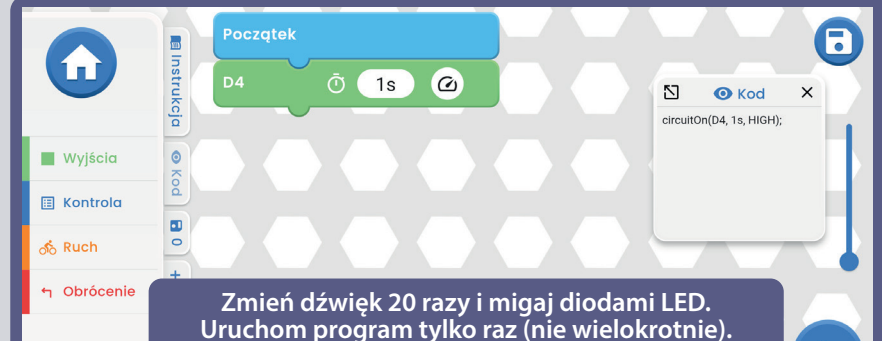 Początek
D4 1s
Instrukcja
Kod
0
+
Wyjścia
Kontrola
Ruch
Obrócenie
Kod
circuitOn(D4, 1s, HIGH);
Zmień dźwięk 20 razy i migaj diodami LED.
Uruchom program tylko raz (nie wielokrotnie).